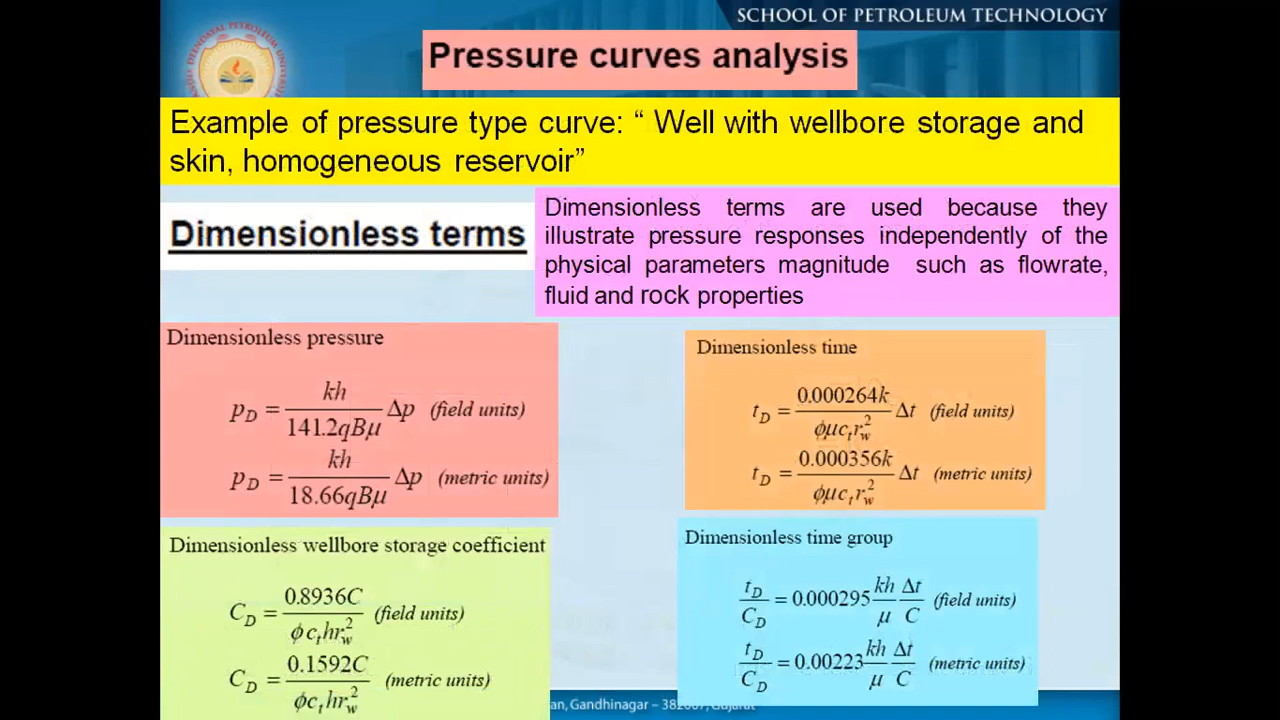 SCHOOL OF PETROLEUM TECHNOLOGY
Pressure curves analysis
Example of pressure type curve: “ Well with wellbore storage and
skin, homogeneous reservoir”
Dimensionless terms
Dimensionless terms are used because they
illustrate pressure responses independently of the
physical parameters magnitude such as flowrate,
fluid and rock properties
Dimensionless pressure
p_D = kh / 141.2qBμ Δp (field units)
p_D = kh / 18.66qBμ Δp (metric units)
Dimensionless time
t_D = 0.000264k / ϕμc_t r_w^2 Δt (field units)
t_D = 0.000356k / ϕμc_t r_w^2 Δt (metric units)
Dimensionless wellbore storage coefficient
C_D = 0.8936C / ϕ c_t h r_w^2 (field units)
C_D = 0.1592C / ϕ c_t h r_w^2 (metric units)
Dimensionless time group
t_D / C_D = 0.000295 kh / μ Δt / C (field units)
t_D / C_D = 0.00223 kh / μ Δt / C (metric units)
an, Gandhinagar – 382007, Gujarat